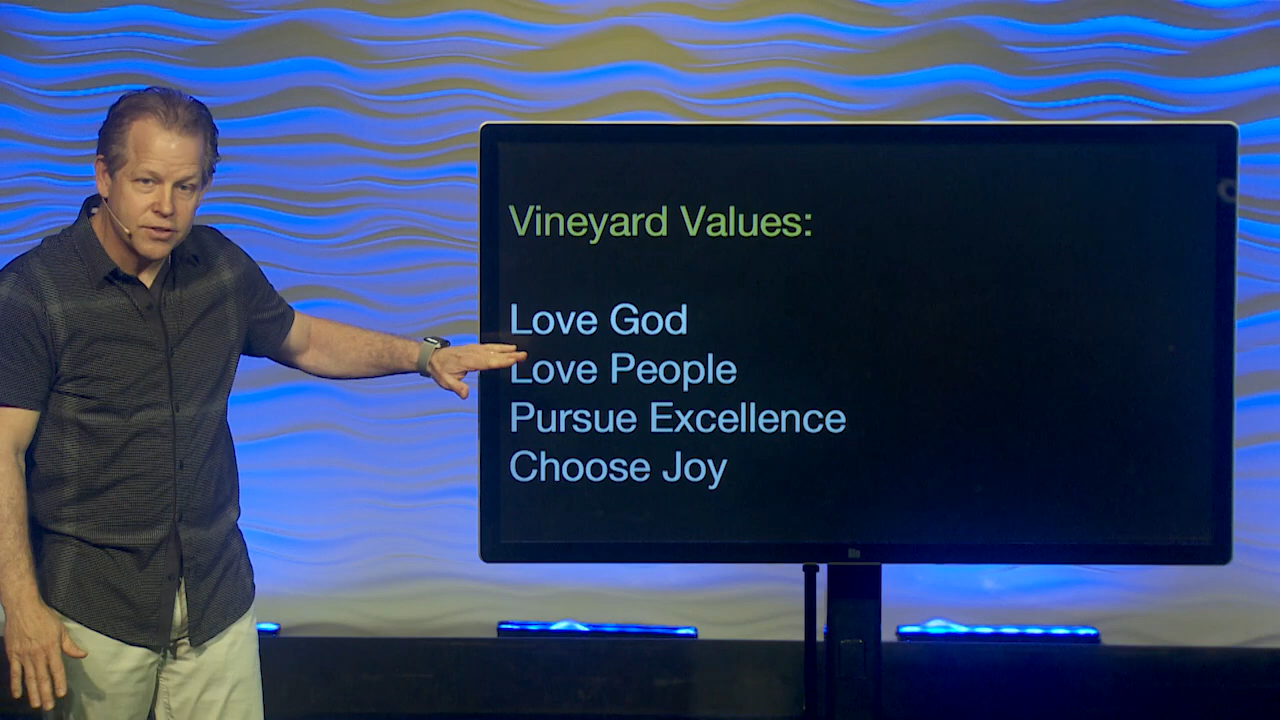 Vineyard Values:
Love God
Love People
Pursue Excellence
Choose Joy